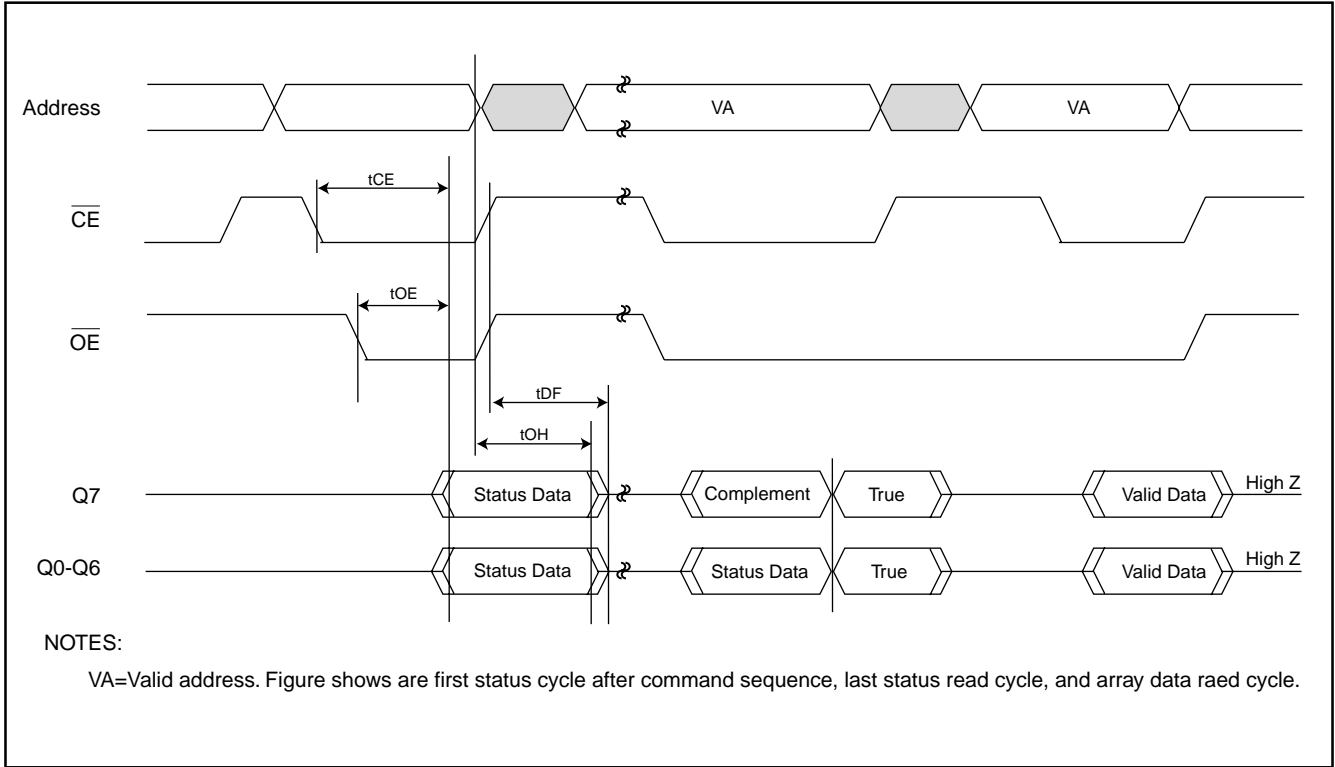 Address VA VA
tCE
CE
tOE
OE
tDF
tOH
Q7 Status Data Complement True Valid Data High Z
Q0-Q6 Status Data Status Data True Valid Data High Z
NOTES:
VA=Valid address. Figure shows are first status cycle after command sequence, last status read cycle, and array data raed cycle.